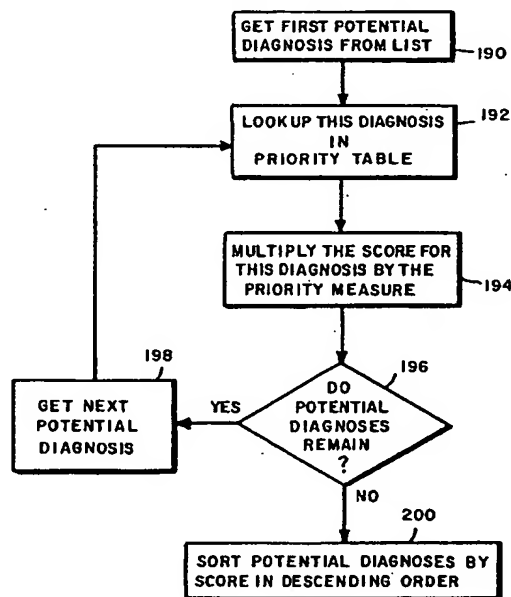 GET FIRST POTENTIAL
DIAGNOSIS FROM LIST
190
LOOKUP THIS DIAGNOSIS
IN
PRIORITY TABLE
192
MULTIPLY THE SCORE FOR
THIS DIAGNOSIS BY THE
PRIORITY MEASURE
194
198
GET NEXT
POTENTIAL
DIAGNOSIS
YES
196
DO
POTENTIAL
DIAGNOSES
REMAIN
?
NO
200
SORT POTENTIAL DIAGNOSES BY
SCORE IN DESCENDING ORDER